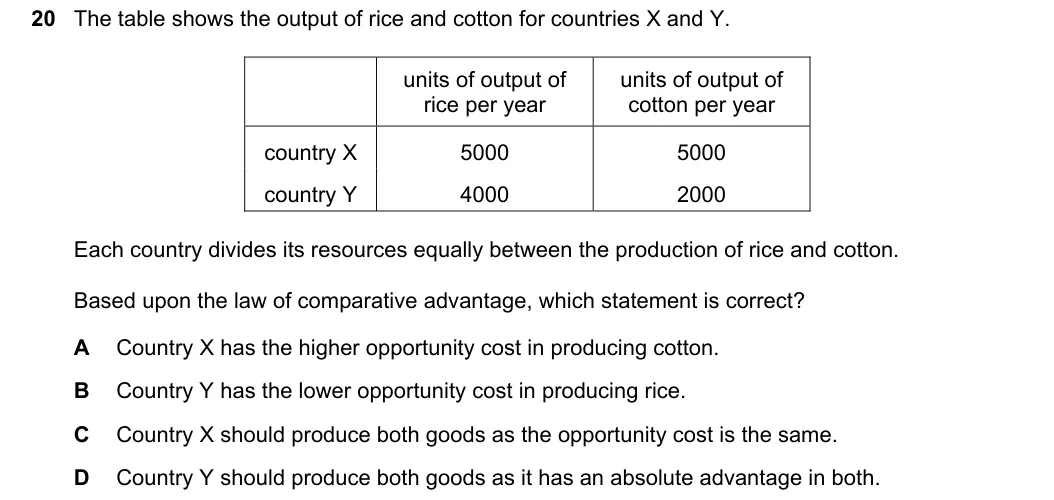 20 The table shows the output of rice and cotton for countries X and Y.
units of output of units of output of
rice per year cotton per year
country X 5000 5000
country Y 4000 2000
Each country divides its resources equally between the production of rice and cotton.
Based upon the law of comparative advantage, which statement is correct?
A Country X has the higher opportunity cost in producing cotton.
B Country Y has the lower opportunity cost in producing rice.
C Country X should produce both goods as the opportunity cost is the same.
D Country Y should produce both goods as it has an absolute advantage in both.